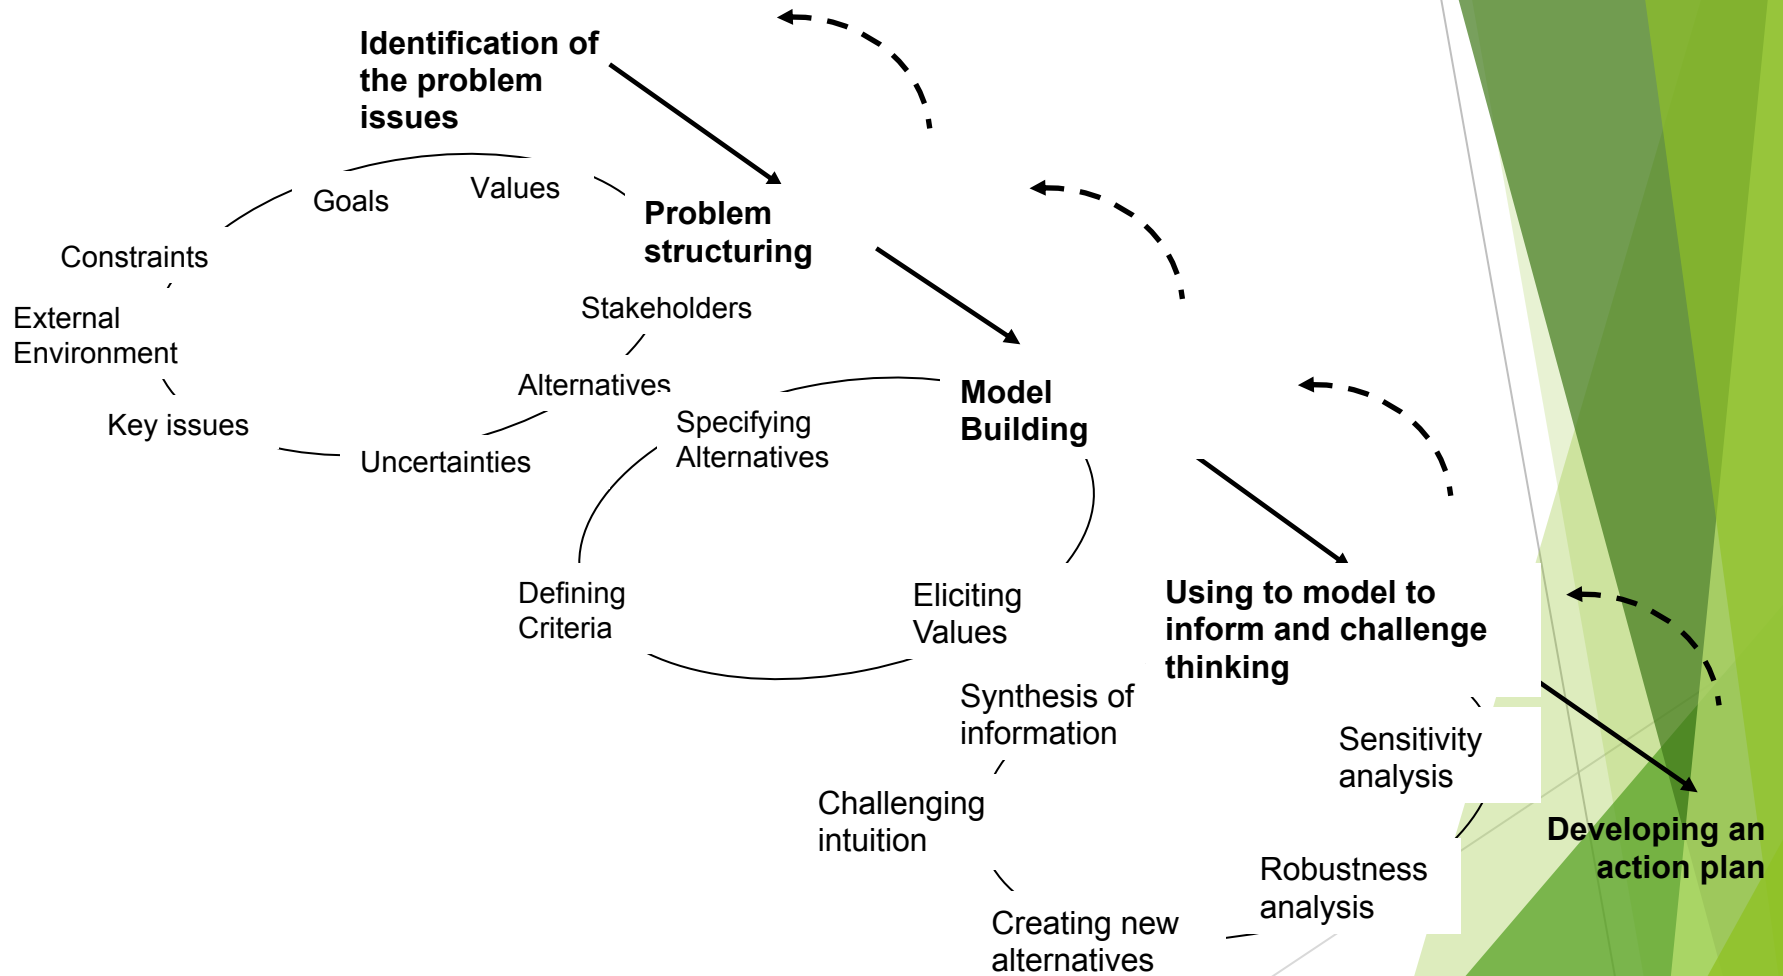 Identification of
the problem
issues
Goals
Values
Problem
structuring
Constraints
External
Environment
Stakeholders
Alternatives
Key issues
Uncertainties
Specifying
Alternatives
Model
Building
Defining
Criteria
Eliciting
Values
Using to model to
inform and challenge
thinking
Synthesis of
information
Sensitivity
analysis
Challenging
intuition
Robustness
analysis
Creating new
alternatives
Developing an
action plan